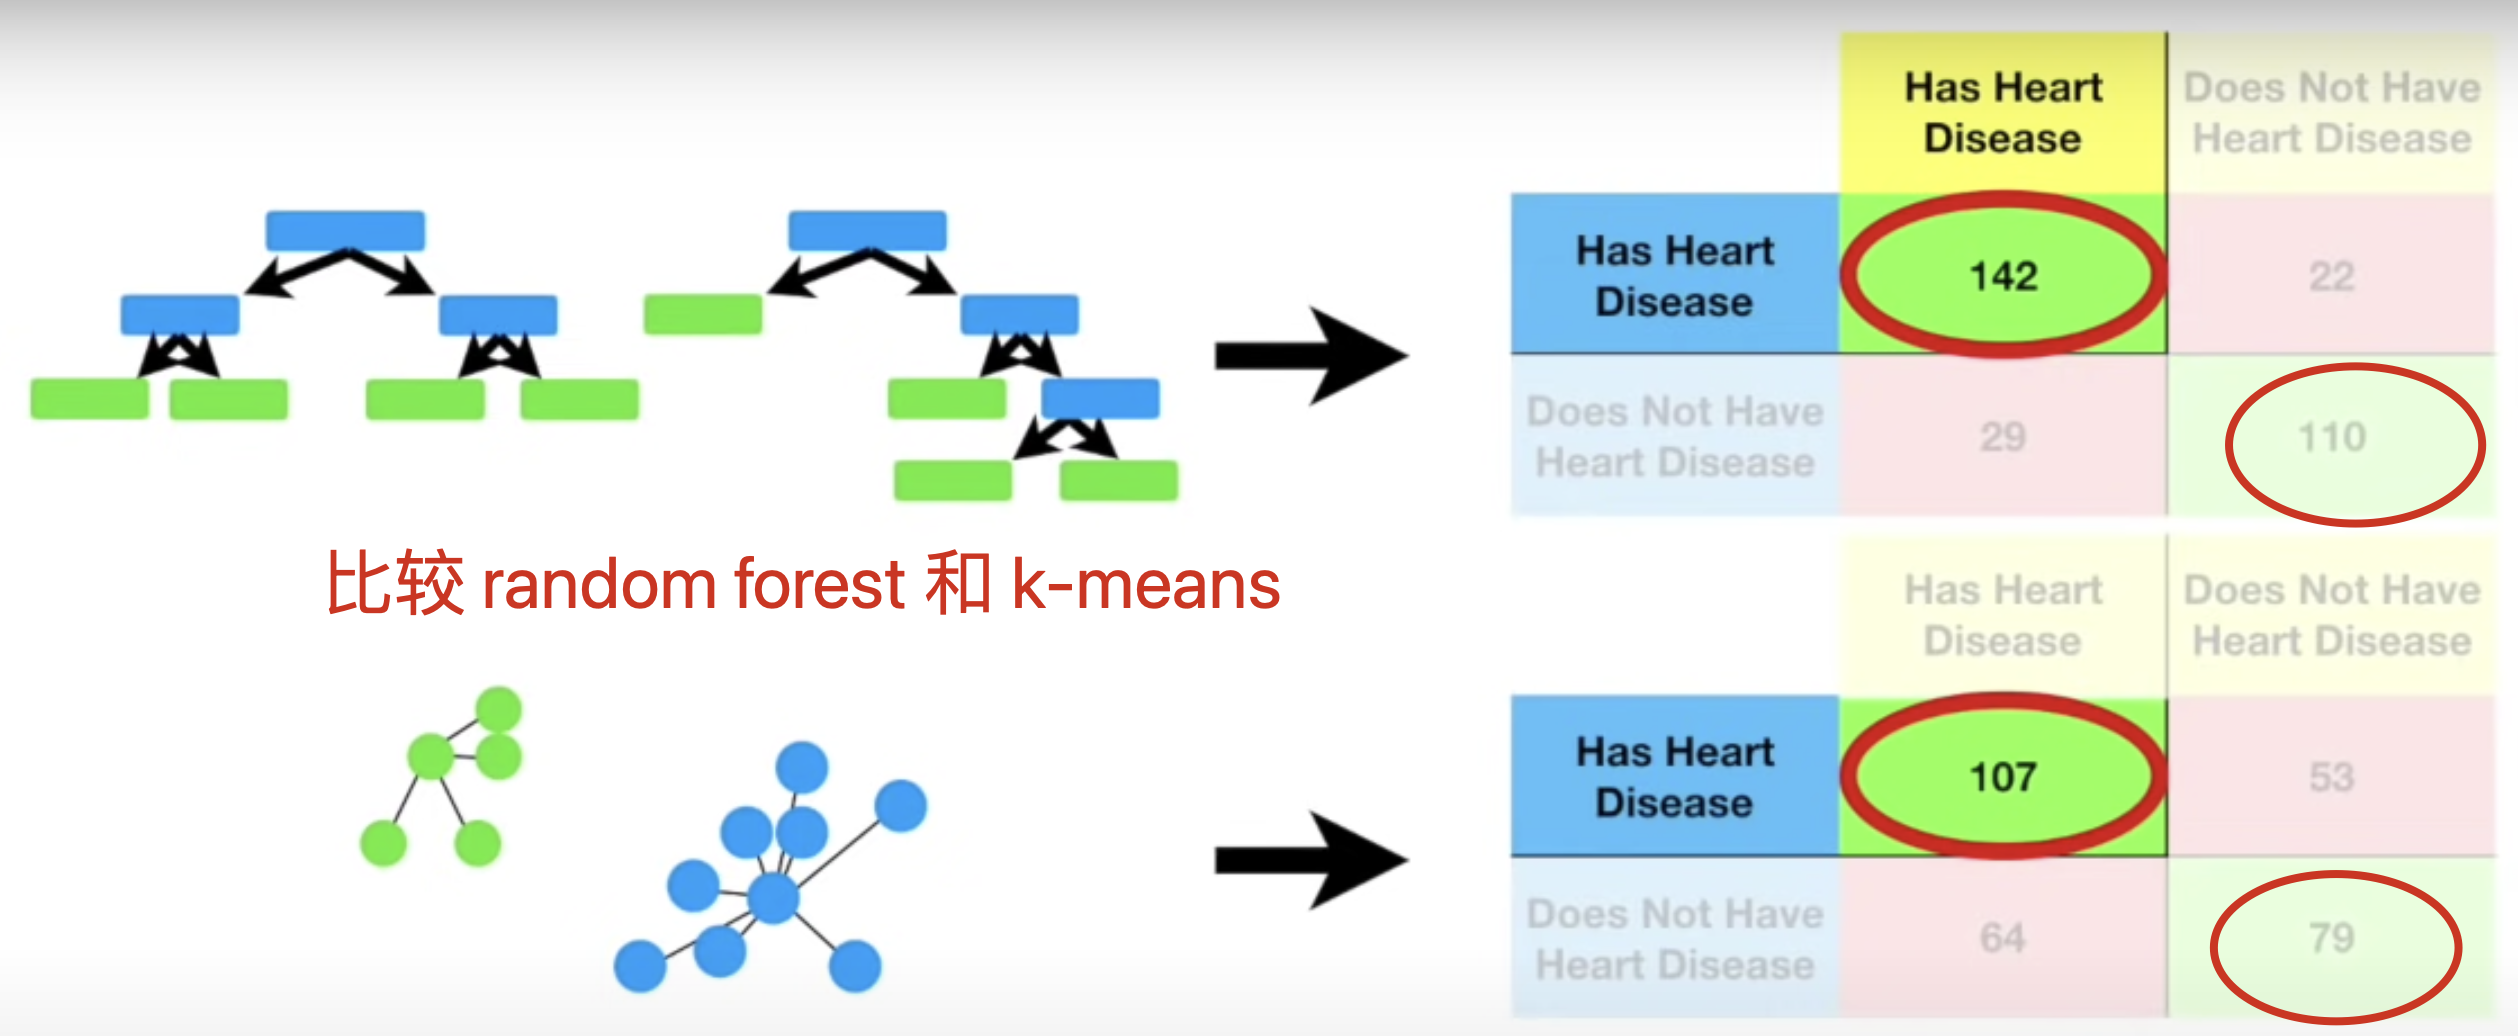 Has Heart
Disease
Does Not Have
Heart Disease
Has Heart
Disease
142
22
Does Not Have
Heart Disease
29
110
比较 random forest 和 k-means
Has Heart
Disease
Does Not Have
Heart Disease
Has Heart
Disease
107
53
Does Not Have
Heart Disease
64
79